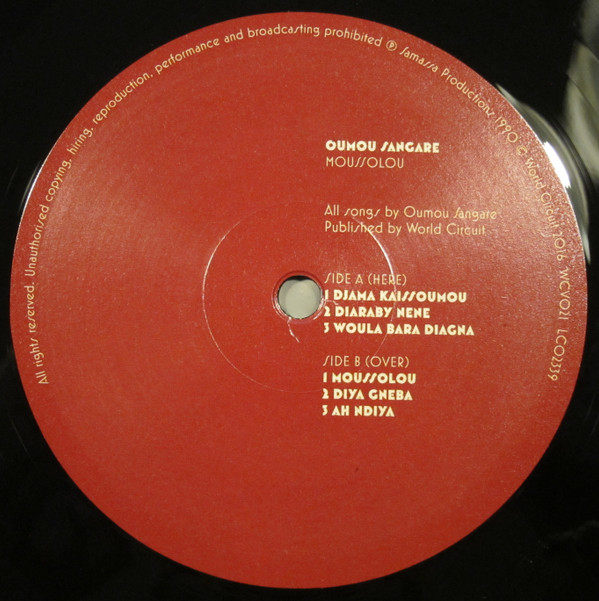 All rights reserved. Unauthorised copying, hiring, reproduction, performance and broadcasting prohibited ℗ Samassa Productions 1990. © World Circuit 2016 WCV021 LC02339
OUMOU SANGARE
MOUSSOLOU
All songs by Oumou Sangare
Published by World Circuit
SIDE A (HERE)
1 DJAMA KAISSOUMOU
2 DIARABY NENE
3 WOULA BARA DIAGNA
SIDE B (OVER)
1 MOUSSOLOU
2 DIYA GNEBA
3 AH NDIYA